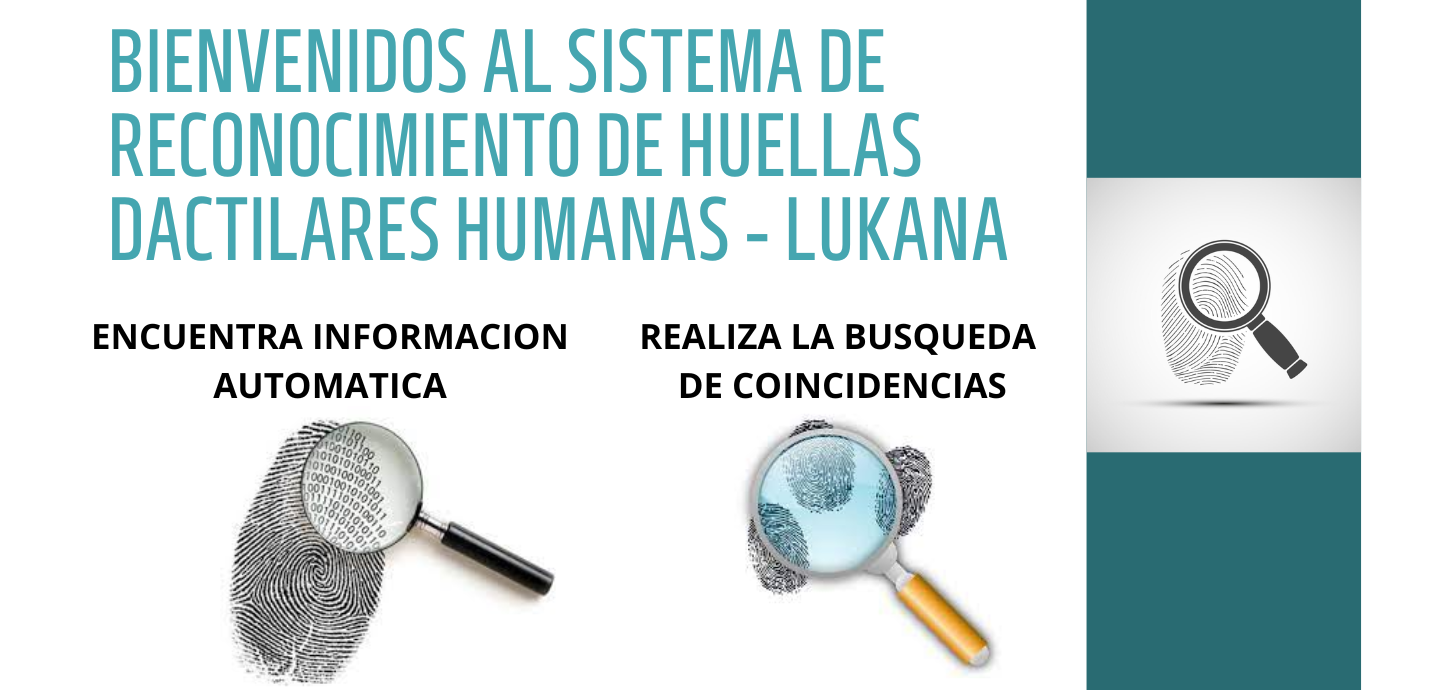 BIENVENIDOS AL SISTEMA DE
RECONOCIMIENTO DE HUELLAS
DACTILARES HUMANAS - LUKANA
ENCUENTRA INFORMACION
AUTOMATICA
REALIZA LA BUSQUEDA
DE COINCIDENCIAS